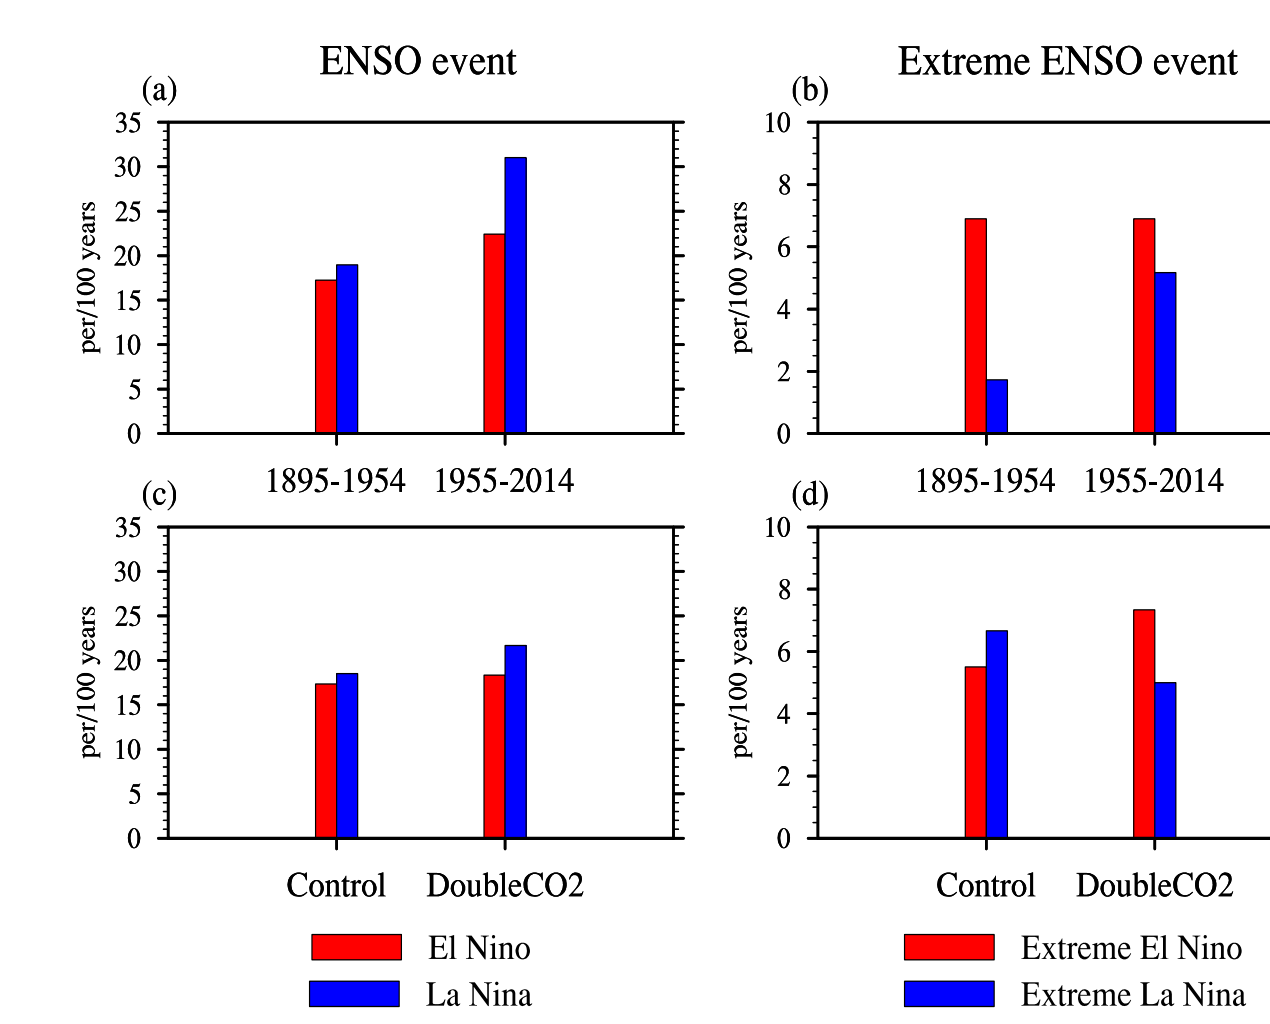 ENSO event
Extreme ENSO event
(a)
(b)
35
30
25
20
15
10
5
0
per/100 years
1895-1954 1955-2014
10
8
6
4
2
0
per/100 years
1895-1954 1955-2014
(c)
(d)
35
30
25
20
15
10
5
0
per/100 years
Control DoubleCO2
10
8
6
4
2
0
per/100 years
Control DoubleCO2
El Nino
La Nina
Extreme El Nino
Extreme La Nina